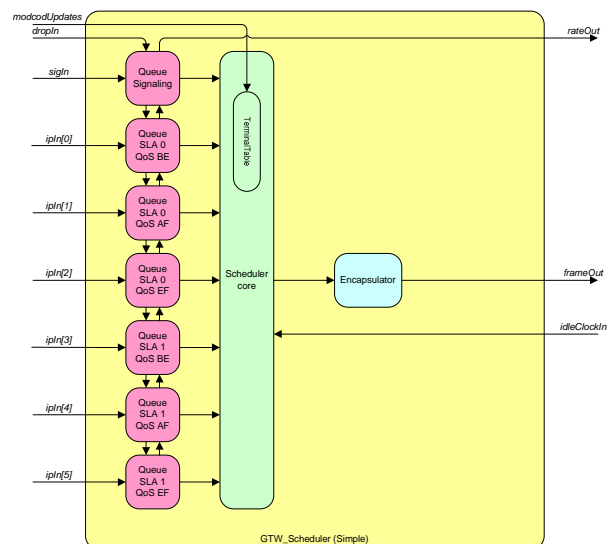 modcodUpdates
dropIn
rateOut
sigIn
Queue
Signaling
ipIn[0]
Queue
SLA 0
QoS BE
TerminalTable
ipIn[1]
Queue
SLA 0
QoS AF
ipIn[2]
Queue
SLA 0
QoS EF
Scheduler
core
Encapsulator
frameOut
idleClockIn
ipIn[3]
Queue
SLA 1
QoS BE
ipIn[4]
Queue
SLA 1
QoS AF
ipIn[5]
Queue
SLA 1
QoS EF
GTW_Scheduler (Simple)